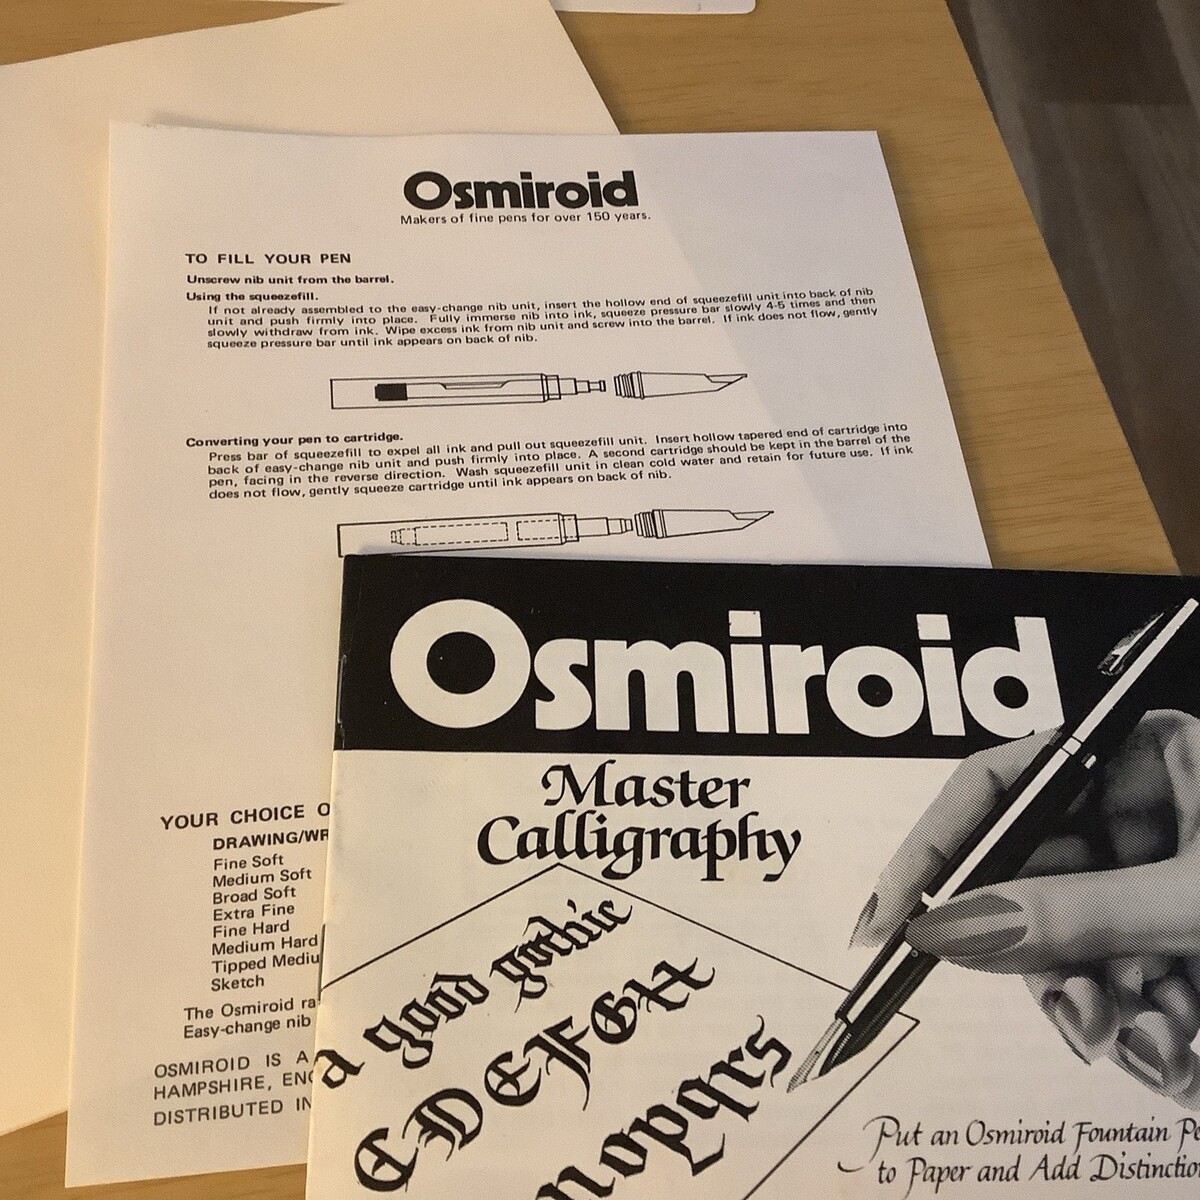 Osmiroid
Makers of fine pens for over 150 years.
TO FILL YOUR PEN
Unscrew nib unit from the barrel.
Using the squeezefill.
If not already assembled to the easy-change nib unit, insert the hollow end of squeezefill unit into back of nib
unit and push firmly into place. Fully immerse nib into ink, squeeze pressure bar slowly 4-5 times and then
slowly withdraw from ink. Wipe excess ink from nib unit and screw into the barrel. If ink does not flow, gently
squeeze pressure bar until ink appears on back of nib.
Converting your pen to cartridge.
Press bar of squeezefill to expel all ink and pull out squeezefill unit. Insert hollow tapered end of cartridge into
back of easy-change nib unit and push firmly into place. A second cartridge should be kept in the barrel of the
pen, facing in the reverse direction. Wash squeezefill unit in clean cold water and retain for future use. If ink
does not flow, gently squeeze cartridge until ink appears on back of nib.
YOUR CHOICE O
DRAWING/WR
Fine Soft
Medium Soft
Broad Soft
Extra Fine
Fine Hard
Medium Hard
Tipped Mediu
Sketch
The Osmiroid ra
Easy-change nib
OSMIROID IS A
HAMPSHIRE, ENG
DISTRIBUTED IN
Osmiroid
Master
Calligraphy
a good gothic
CDEFGH
nopqrs
Put an Osmiroid Fountain Pe
to Paper and Add Distinctio